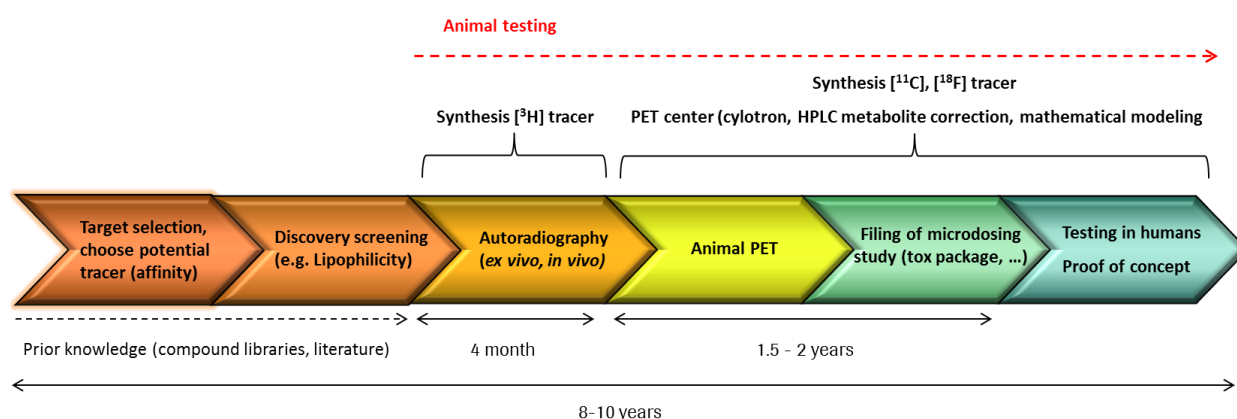 Animal testing
Synthesis [¹¹C], [¹⁸F] tracer
Synthesis [³H] tracer
PET center (cylotron, HPLC metabolite correction, mathematical modeling
Target selection,
choose potential
tracer (affinity)
Discovery screening
(e.g. Lipophilicity)
Autoradiography
(ex vivo, in vivo)
Animal PET
Filing of microdosing
study (tox package, ...)
Testing in humans
Proof of concept
Prior knowledge (compound libraries, literature)
4 month
1.5 - 2 years
8-10 years